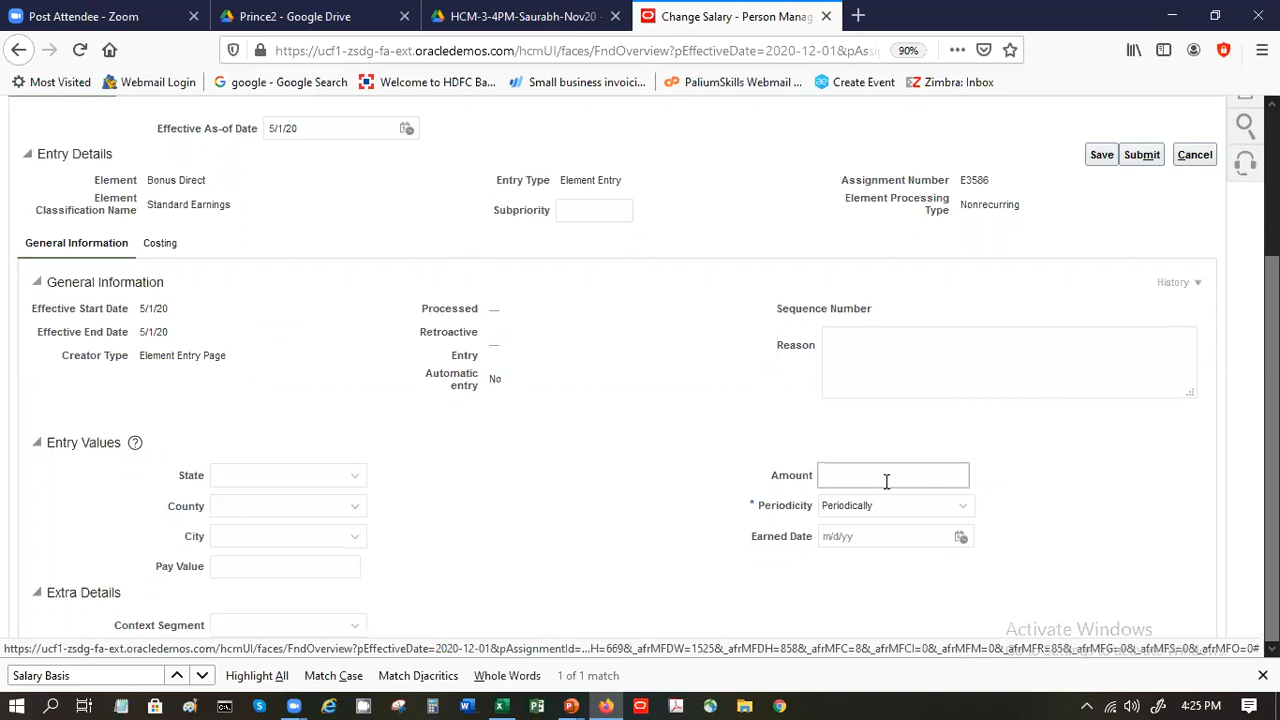 Post Attendee - Zoom
Prince2 - Google Drive
HCM-3-4PM-Saurabh-Nov20 -
Change Salary - Person Manag
https://ucf1-zsdg-fa-ext.oracledemos.com/hcmUI/faces/FndOverview?pEffectiveDate=2020-12-01&pAssi
90%
Most Visited
Webmail Login
google - Google Search
Welcome to HDFC Ba...
Small business invoici...
PaliumSkills Webmail ...
Create Event
Zimbra: Inbox
Effective As-of Date 5/1/20
Entry Details
Save
Submit
Cancel
Element Bonus Direct
Entry Type Element Entry
Assignment Number E3586
Element Classification Name Standard Earnings
Subpriority
Element Processing Type Nonrecurring
General Information
Costing
General Information
History
Effective Start Date 5/1/20
Processed —
Sequence Number
Effective End Date 5/1/20
Retroactive Entry —
Reason
Creator Type Element Entry Page
Automatic entry No
Entry Values
State
Amount
County
* Periodicity Periodically
City
Earned Date m/d/yy
Pay Value
Extra Details
Context Segment
Activate Windows
https://ucf1-zsdg-fa-ext.oracledemos.com/hcmUI/faces/FndOverview?pEffectiveDate=2020-12-01&pAssignmentId=...H=669&_afrMFDW=1525&_afrMFDH=858&_afrMFC=8&_afrMFCI=0&_afrMFM=0&_afrMFR=85&_afrMFG=0&_afrMFS=0&_afrMFO=0#
Salary Basis
Highlight All
Match Case
Match Diacritics
Whole Words
1 of 1 match
4:25 PM